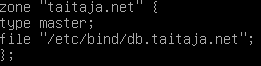 zone "taitaja.net" {
type master;
file "/etc/bind/db.taitaja.net";
};